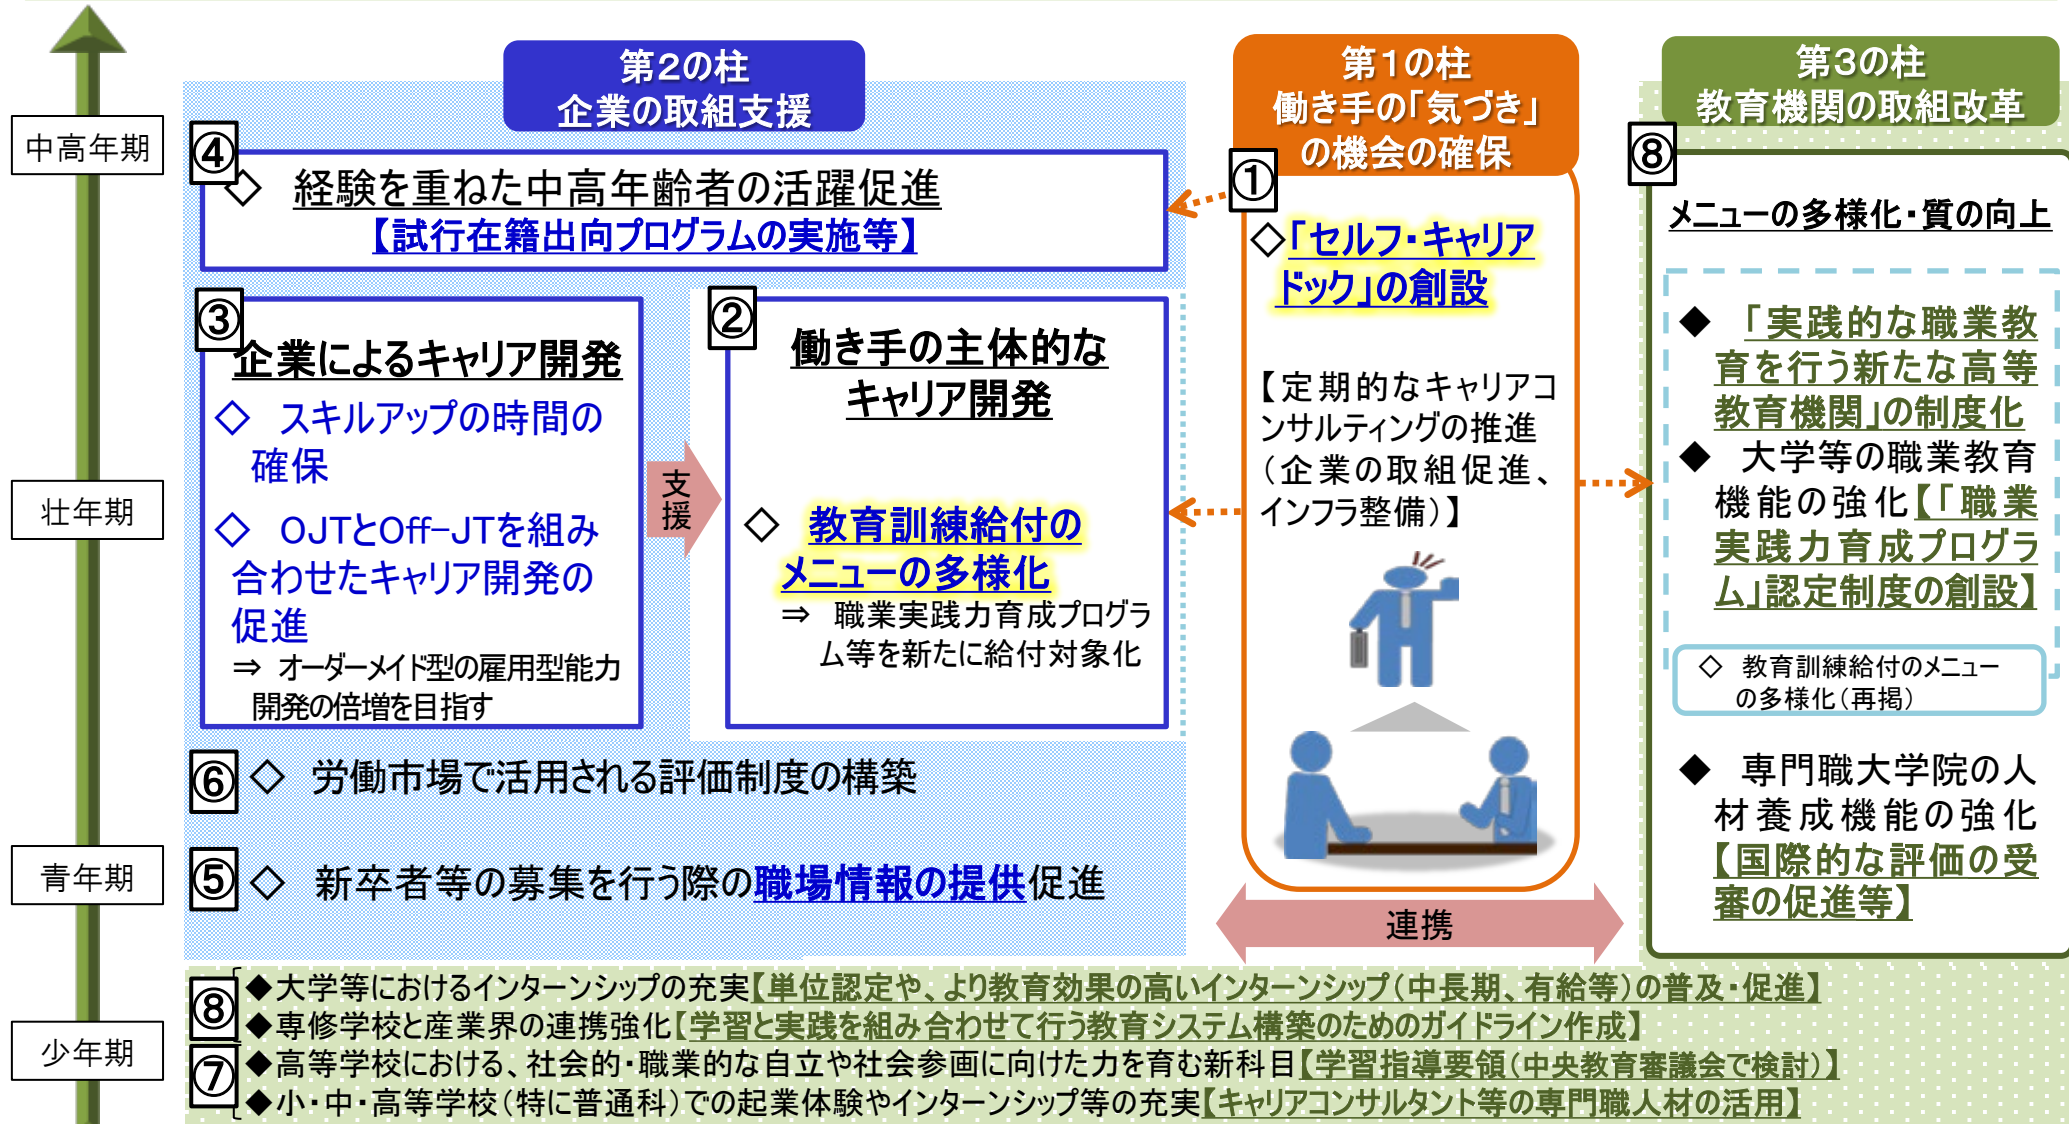 中高年期
壮年期
青年期
少年期
第2の柱
企業の取組支援
④
◇ 経験を重ねた中高年齢者の活躍促進
【試行在籍出向プログラムの実施等】
③
企業によるキャリア開発
◇ スキルアップの時間の
確保
◇ OJTとOff-JTを組み
合わせたキャリア開発の
促進
⇒ オーダーメイド型の雇用型能力
開発の倍増を目指す
支
援
②
働き手の主体的な
キャリア開発
◇ 教育訓練給付の
メニューの多様化
⇒ 職業実践力育成プログラ
ム等を新たに給付対象化
⑥ ◇ 労働市場で活用される評価制度の構築
⑤ ◇ 新卒者等の募集を行う際の職場情報の提供促進
第1の柱
働き手の「気づき」
の機会の確保
①
◇「セルフ・キャリア
ドック」の創設
【定期的なキャリアコ
ンサルティングの推進
（企業の取組促進、
インフラ整備）】
連携
第3の柱
教育機関の取組改革
⑧
メニューの多様化・質の向上
◆ 「実践的な職業教
育を行う新たな高等
教育機関」の制度化
◆ 大学等の職業教育
機能の強化【「職業
実践力育成プログラ
ム」認定制度の創設】
◇ 教育訓練給付のメニュー
の多様化（再掲）
◆ 専門職大学院の人
材養成機能の強化
【国際的な評価の受
審の促進等】
⑧
◆大学等におけるインターンシップの充実【単位認定や、より教育効果の高いインターンシップ（中長期、有給等）の普及・促進】
◆専修学校と産業界の連携強化【学習と実践を組み合わせて行う教育システム構築のためのガイドライン作成】
⑦
◆高等学校における、社会的・職業的な自立や社会参画に向けた力を育む新科目【学習指導要領（中央教育審議会で検討）】
◆小・中・高等学校（特に普通科）での起業体験やインターンシップ等の充実【キャリアコンサルタント等の専門職人材の活用】